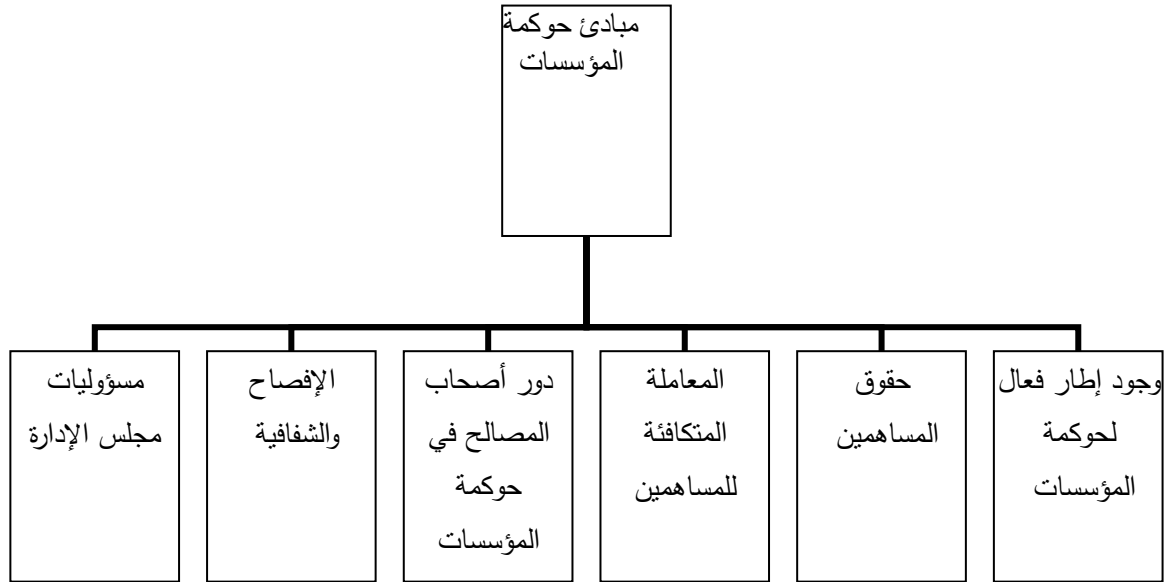 مبادئ حوكمة
المؤسسات
وجود إطار فعال
لحوكمة
المؤسسات
حقوق
المساهمين
المعاملة
المتكافئة
للمساهمين
دور أصحاب
المصالح في
حوكمة
المؤسسات
الإفصاح
والشفافية
مسؤوليات
مجلس الإدارة